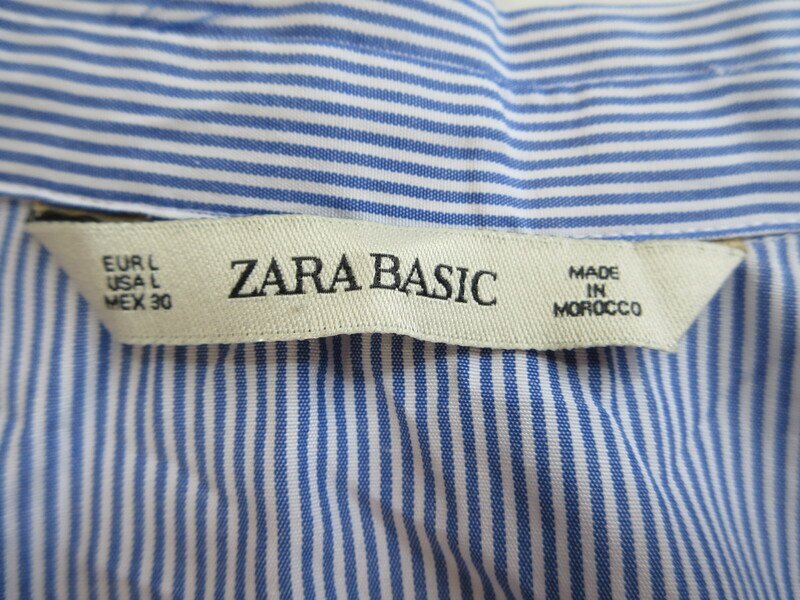 EUR L
USA L
MEX 30
ZARA BASIC
MADE
IN
MOROCCO